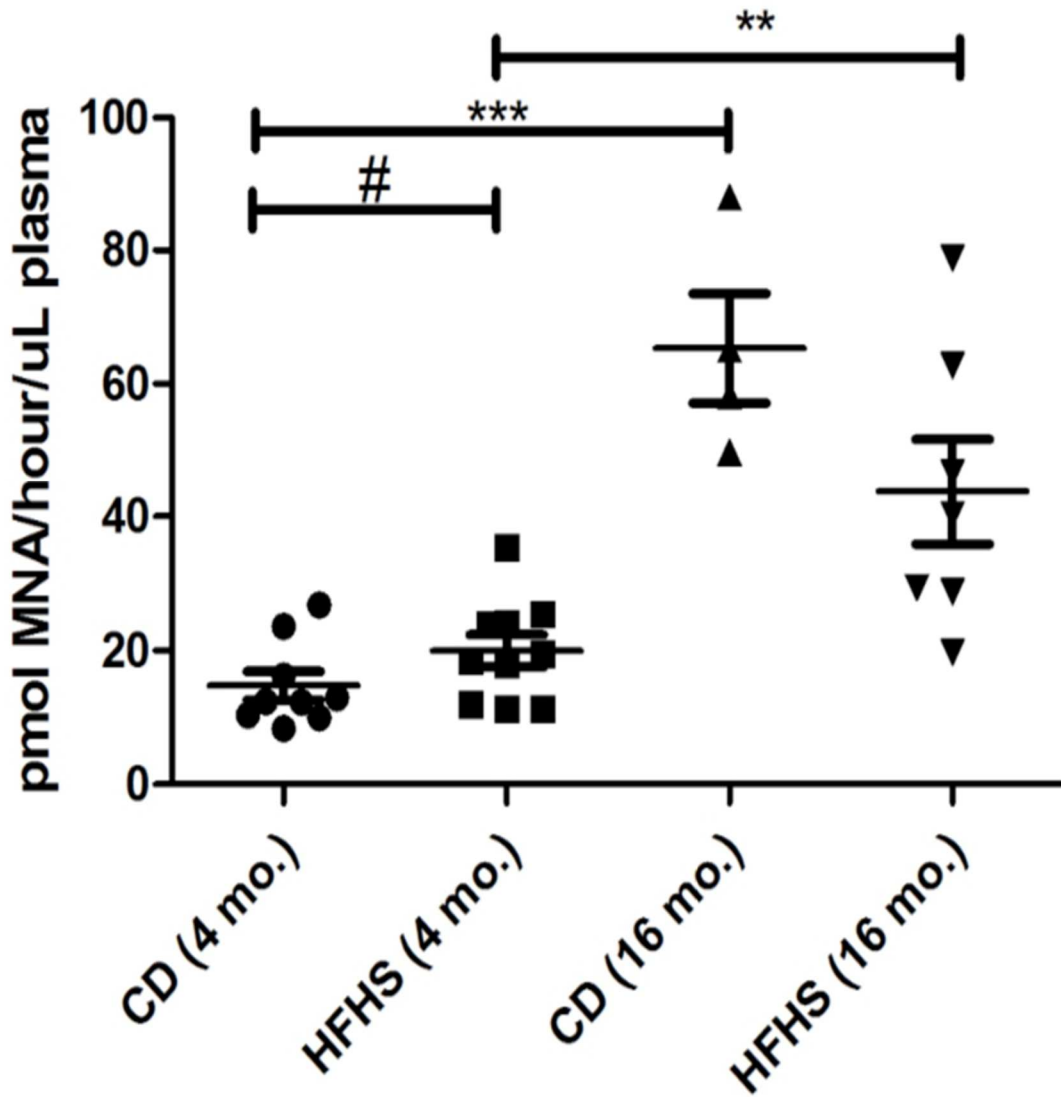 **
***
#
pmol MNA/hour/uL plasma
100
80
60
40
20
0
CD (4 mo.)
HFHS (4 mo.)
CD (16 mo.)
HFHS (16 mo.)